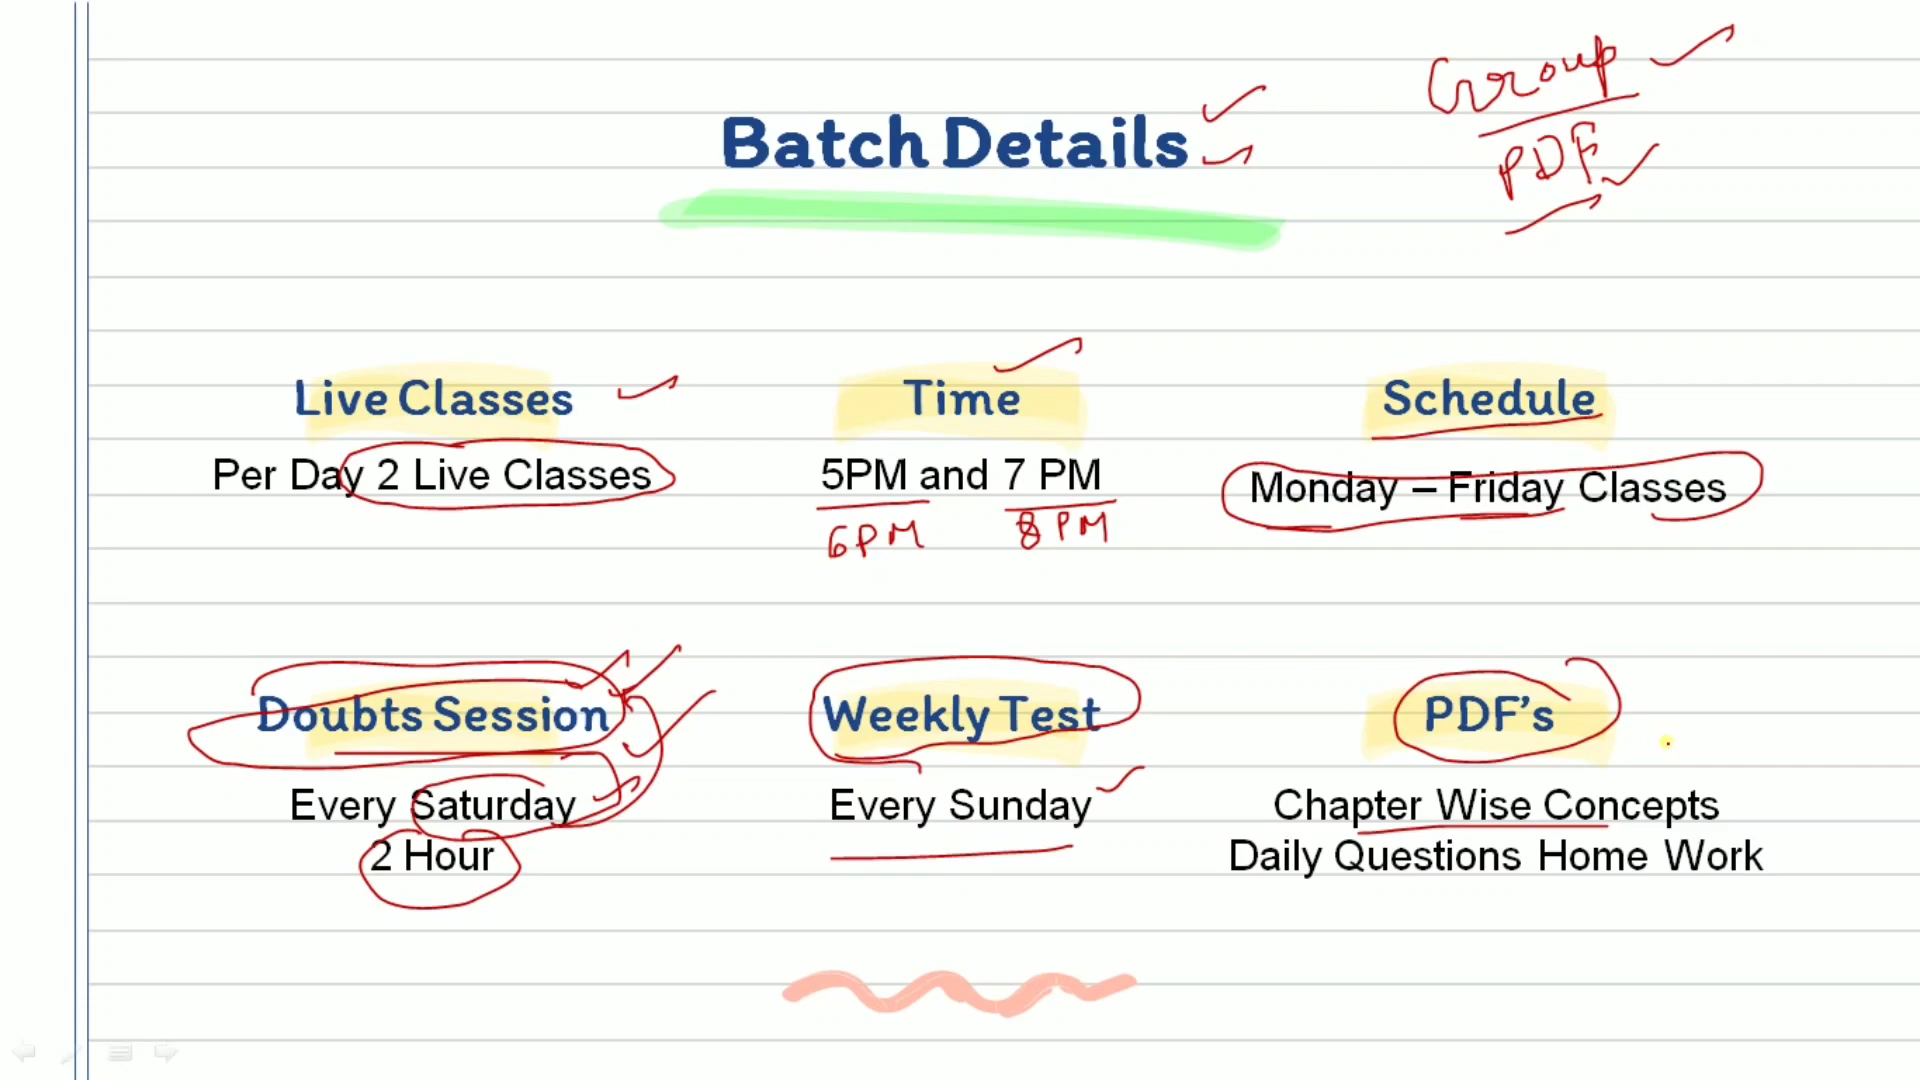 Group
PDF
Batch Details
Live Classes
Per Day 2 Live Classes
Time
5PM and 7 PM
6PM 8PM
Schedule
Monday – Friday Classes
Doubts Session
Every Saturday
2 Hour
Weekly Test
Every Sunday
PDF's
Chapter Wise Concepts
Daily Questions Home Work